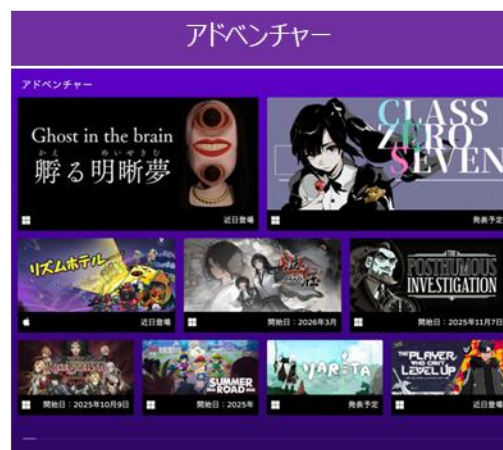 アドベンチャー
アドベンチャー
Ghost in the brain
かえ めいせきむ
孵る明晰夢
近日登場
CLASS
ZERO
SEVEN
発表予定
リズムホテル
近日登場
開始日：2026年3月
THE
POSTHUMOUS
INVESTIGATION
開始日：2025年11月7日
開始日：2025年10月9日
SUMMER
ROAD
開始日：2025年
VARITA
発表予定
THE PLAYER
WHO CAN'T
LEVEL UP
近日登場